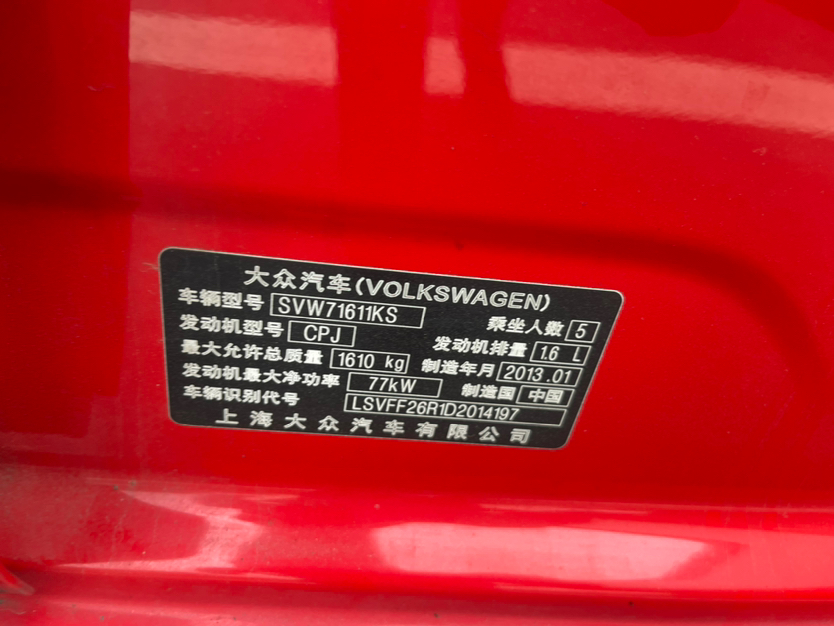 大众汽车(VOLKSWAGEN)
车辆型号 SVW71611KS 乘坐人数 5
发动机型号 CPJ 发动机排量 1.6 L
最大允许总质量 1610 kg 制造年月 2013.01
发动机最大净功率 77kW 制造国 中国
车辆识别代号 LSVFF26R1D2014197
上海大众汽车有限公司